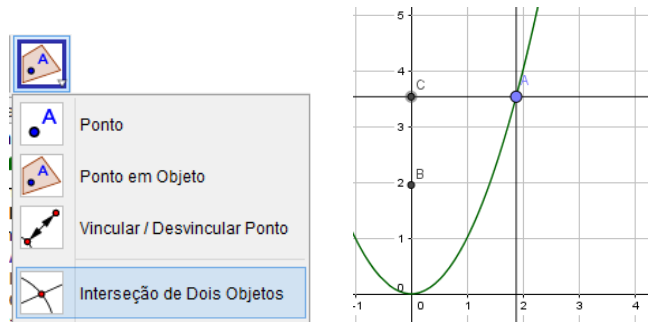 A
A
Ponto
A
Ponto em Objeto
Vincular / Desvincular Ponto
Interseção de Dois Objetos
5
4
C
A
3
2
B
1
0
-1
0
1
2
3
4